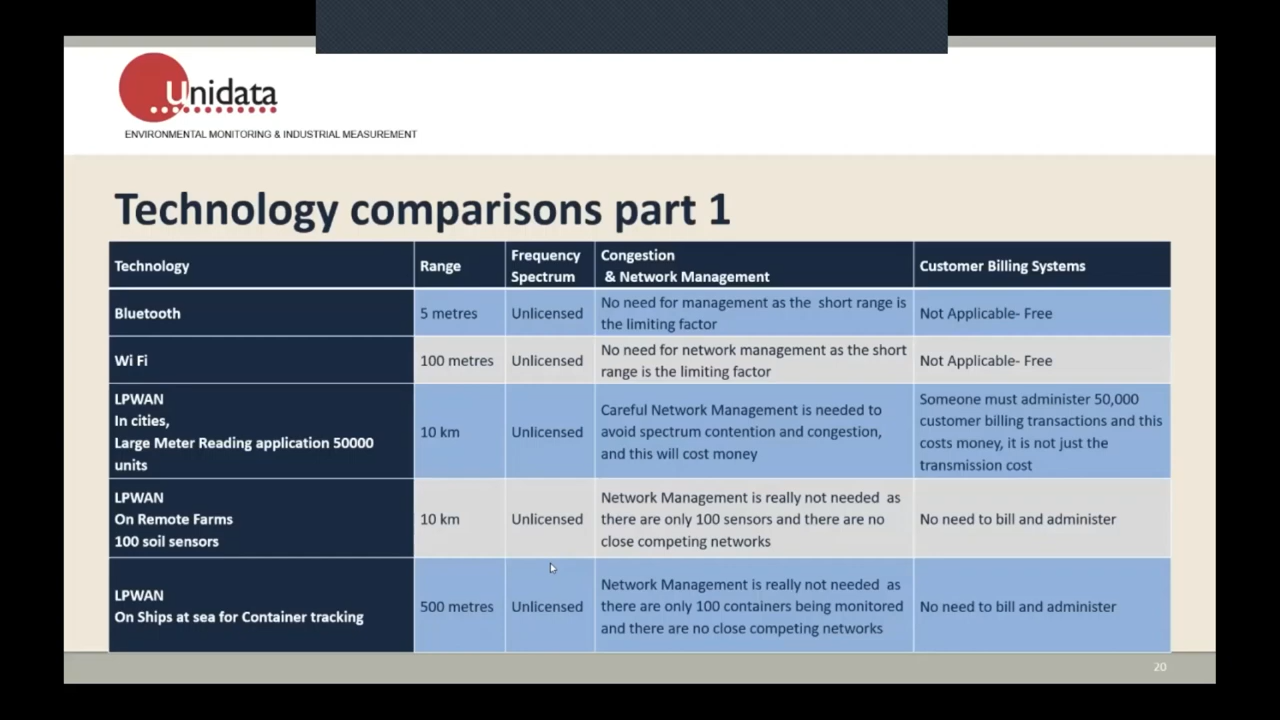 Unidata
ENVIRONMENTAL MONITORING & INDUSTRIAL MEASUREMENT
Technology comparisons part 1
Technology
Range
Frequency
Spectrum
Congestion
& Network Management
Customer Billing Systems
Bluetooth
5 metres
Unlicensed
No need for management as the short range is
the limiting factor
Not Applicable- Free
Wi Fi
100 metres
Unlicensed
No need for network management as the short
range is the limiting factor
Not Applicable- Free
LPWAN
In cities,
Large Meter Reading application 50000
units
10 km
Unlicensed
Careful Network Management is needed to
avoid spectrum contention and congestion,
and this will cost money
Someone must administer 50,000
customer billing transactions and this
costs money, it is not just the
transmission cost
LPWAN
On Remote Farms
100 soil sensors
10 km
Unlicensed
Network Management is really not needed as
there are only 100 sensors and there are no
close competing networks
No need to bill and administer
LPWAN
On Ships at sea for Container tracking
500 metres
Unlicensed
Network Management is really not needed as
there are only 100 containers being monitored
and there are no close competing networks
No need to bill and administer
20